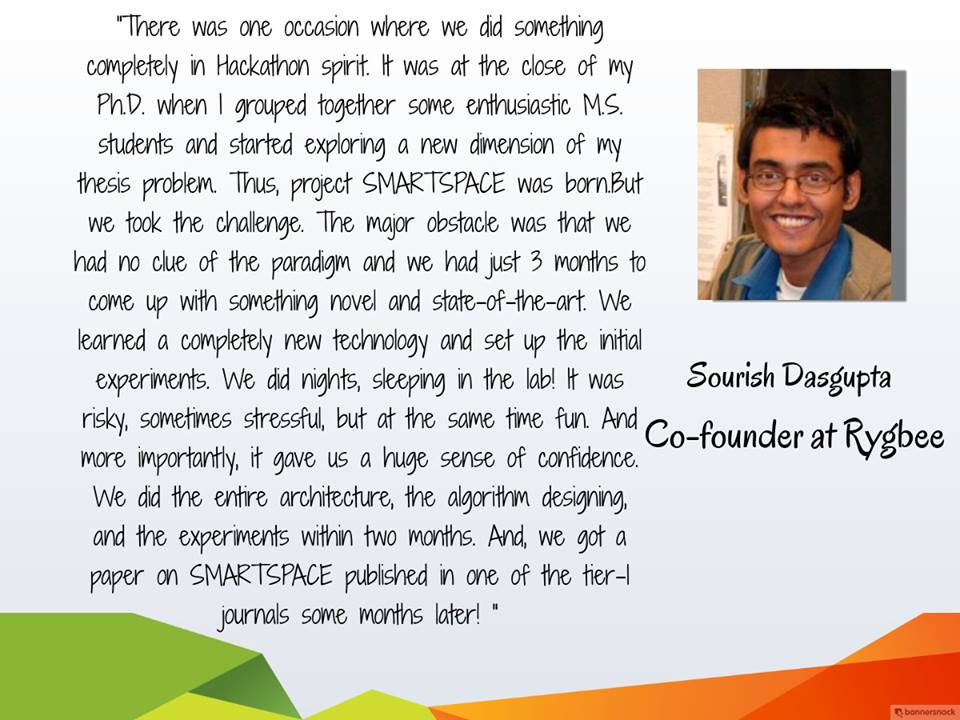 "There was one occasion where we did something
completely in Hackathon spirit. It was at the close of my
Ph.D. when I grouped together some enthusiastic M.S.
students and started exploring a new dimension of my
thesis problem. Thus, project SMARTSPACE was born.But
we took the challenge. The major obstacle was that we
had no clue of the paradigm and we had just 3 months to
come up with something novel and state-of-the-art. We
learned a completely new technology and set up the initial
experiments. We did nights, sleeping in the lab! It was
risky, sometimes stressful, but at the same time fun. And
more importantly, it gave us a huge sense of confidence.
We did the entire architecture, the algorithm designing,
and the experiments within two months. And, we got a
paper on SMARTSPACE published in one of the tier-1
journals some months later! "
Sourish Dasgupta
Co-founder at Rygbee
bannersnack